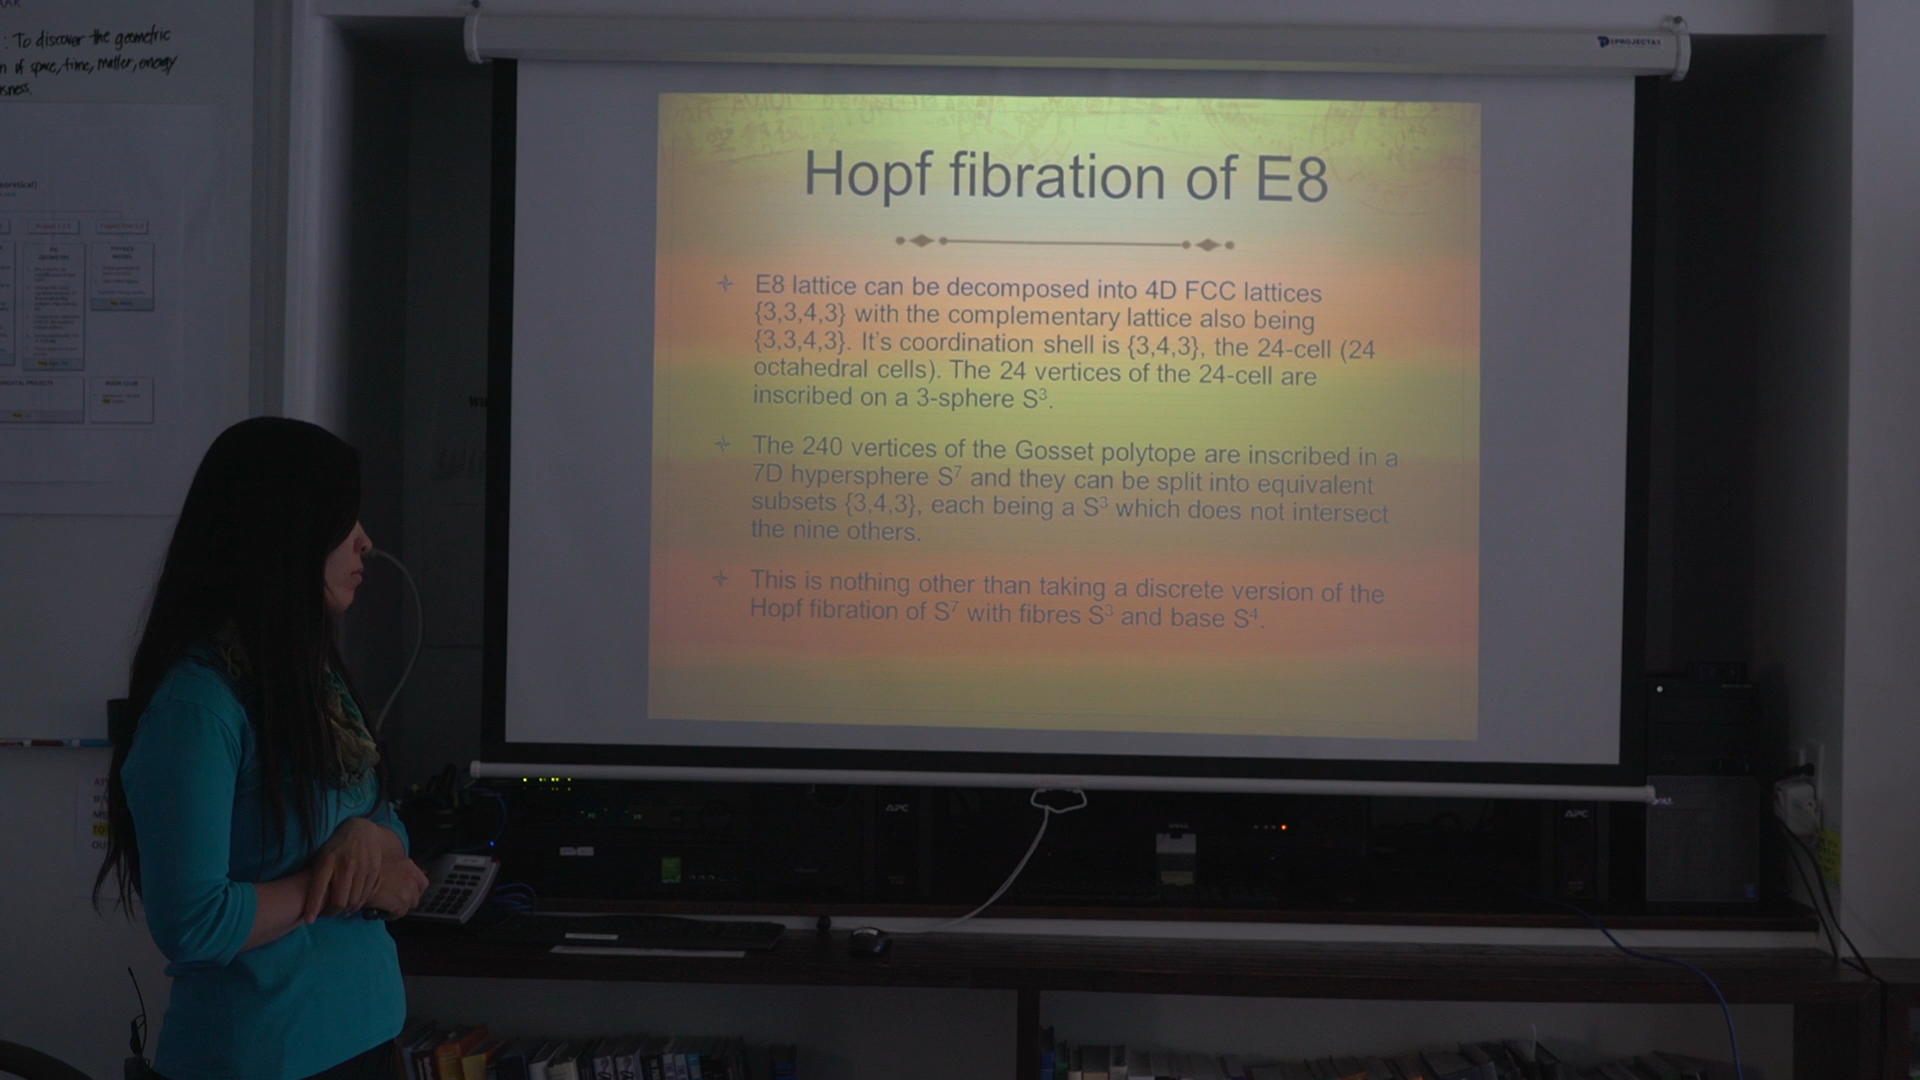 : To discover the geometric
n of space, time, matter, energy
PROJECTA
Hopf fibration of E8
E8 lattice can be decomposed into 4D FCC lattices
{3,3,4,3} with the complementary lattice also being
{3,3,4,3}. It's coordination shell is {3,4,3}, the 24-cell (24
octahedral cells). The 24 vertices of the 24-cell are
inscribed on a 3-sphere S³.
The 240 vertices of the Gosset polytope are inscribed in a
7D hypersphere S⁷ and they can be split into equivalent
subsets {3,4,3}, each being a S³ which does not intersect
the nine others.
This is nothing other than taking a discrete version of the
Hopf fibration of S⁷ with fibres S³ and base S⁴.
BOOK CLUB
APC
APC